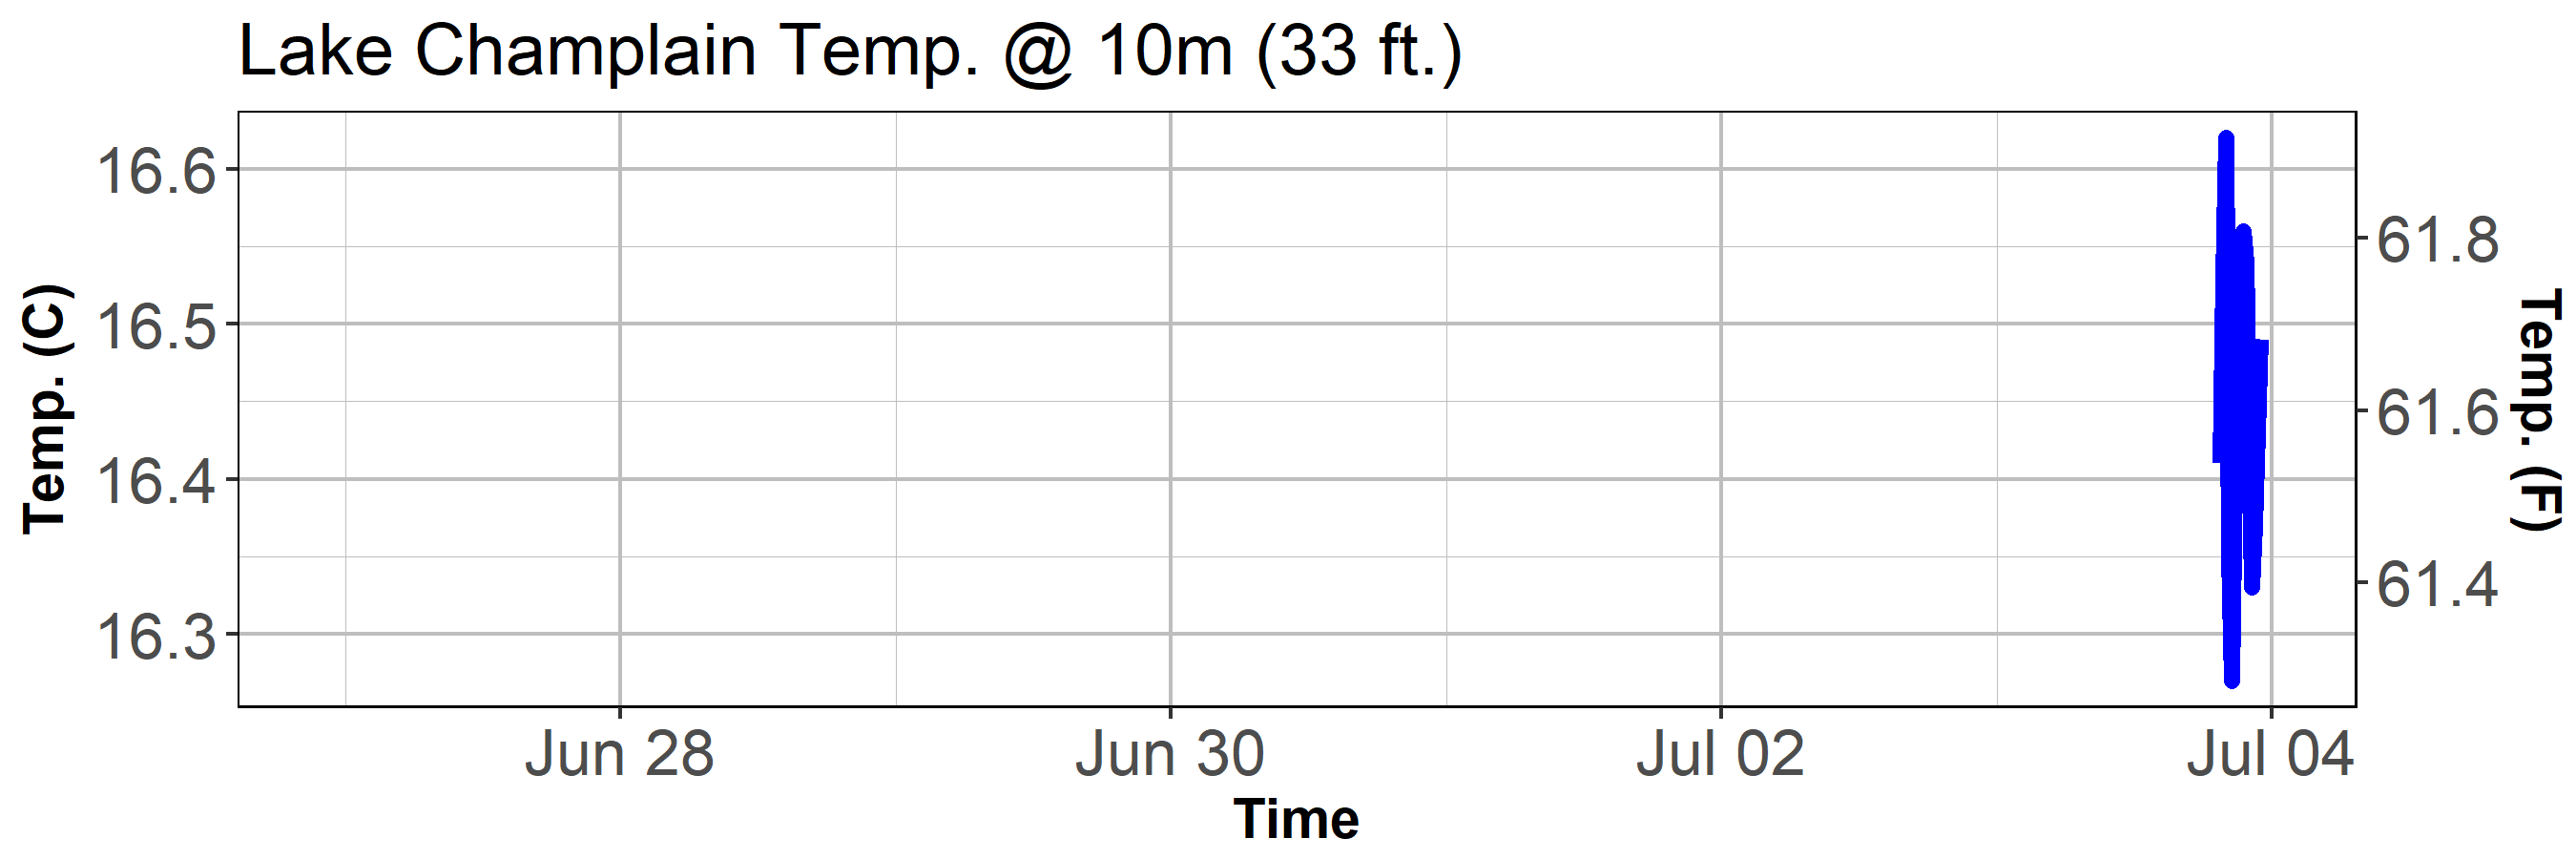 Lake Champlain Temp. @ 10m (33 ft.)
16.6
16.5
16.4
16.3
Temp. (C)
61.8
61.6
61.4
Temp. (F)
Jun 28
Jun 30
Jul 02
Jul 04
Time